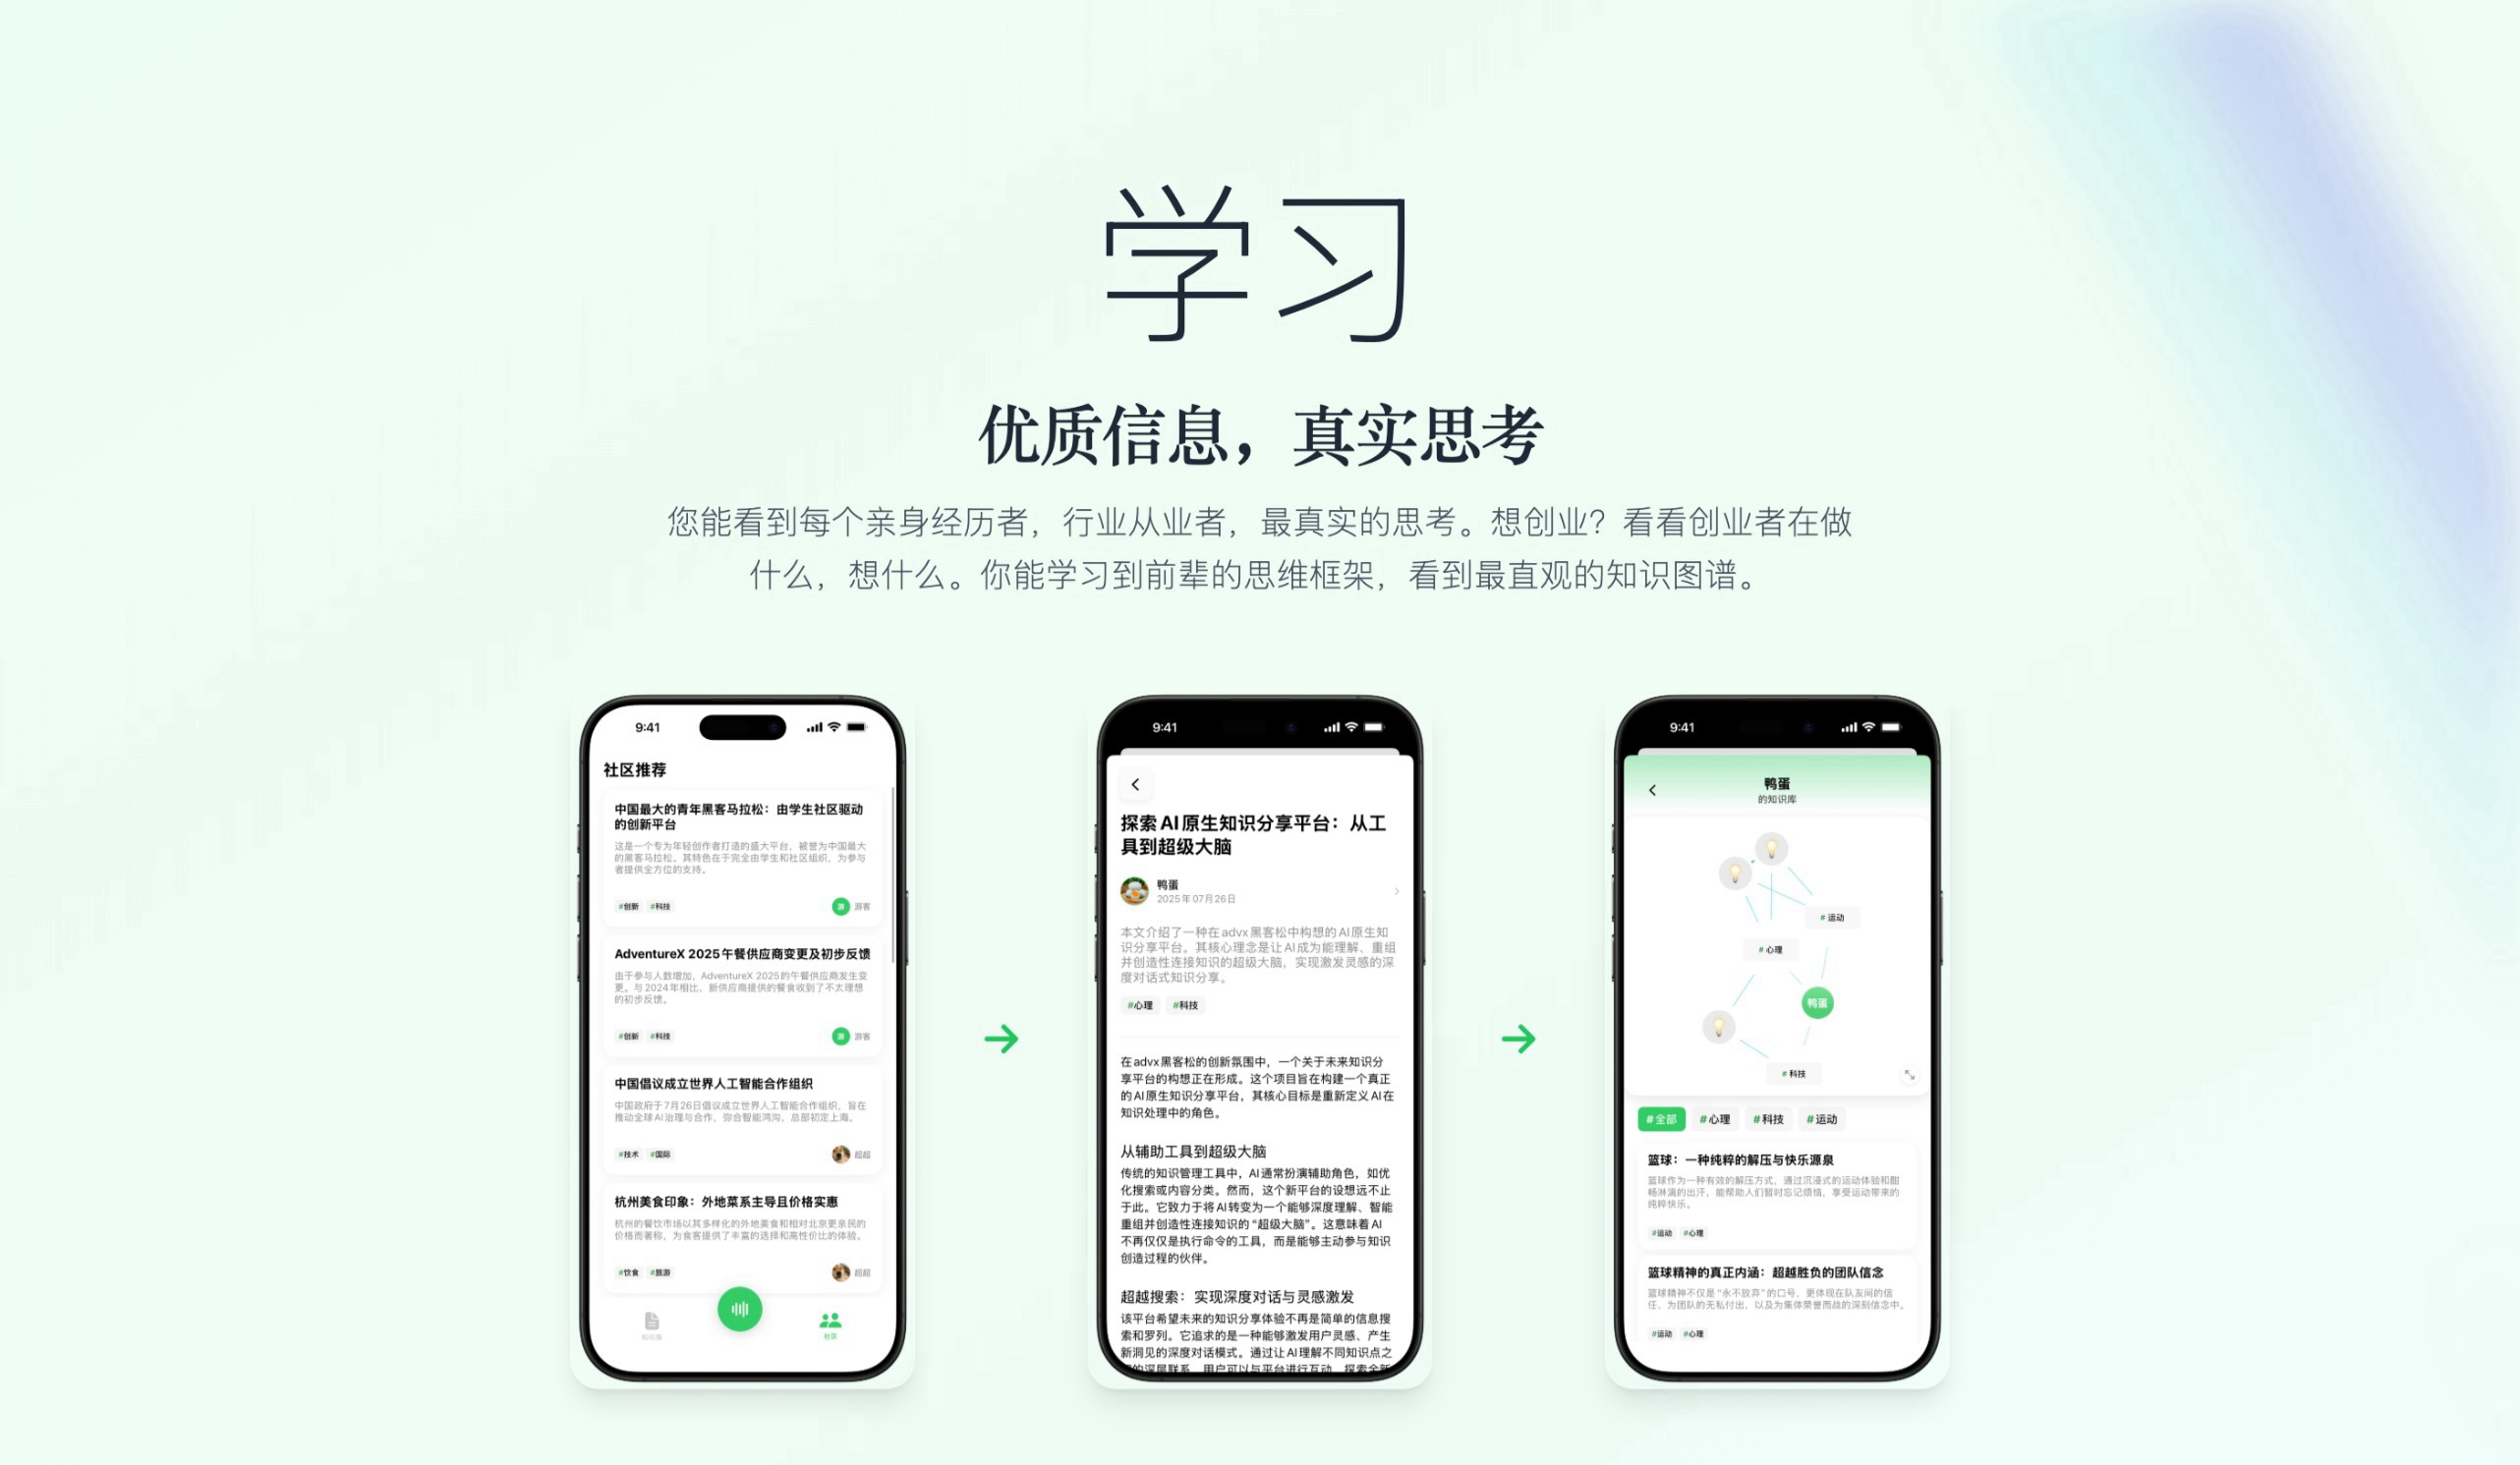 学习
优质信息，真实思考
您能看到每个亲身经历者，行业从业者，最真实的思考。想创业？看看创业者在做
什么，想什么。你能学习到前辈的思维框架，看到最直观的知识图谱。
9:41
社区推荐
中国最大的青年黑客马拉松：由学生社区驱动
的创新平台
这是一个专为年轻创作者打造的盛大平台，被誉为中国最大
的黑客马拉松。其特色在于完全由学生和社区组织，为参与
者提供全方位的支持。
#创新 #科技
游 游客
AdventureX 2025午餐供应商变更及初步反馈
由于参与人数增加，AdventureX 2025的午餐供应商发生变
更。与2024年相比，新供应商提供的餐食收到了不太理想
的初步反馈。
#创新 #科技
游 游客
中国倡议成立世界人工智能合作组织
中国政府于7月26日倡议成立世界人工智能合作组织，旨在
推动全球AI治理与合作，弥合智能鸿沟，总部初定上海。
#技术 #国际
超超
杭州美食印象：外地菜系主导且价格实惠
杭州的餐饮市场以其多样化的外地美食和相对北京更亲民的
价格而著称，为食客提供了丰富的选择和高性价比的体验。
#饮食 #旅游
超超
知识库
社区
9:41
探索AI原生知识分享平台：从工
具到超级大脑
鸭蛋
2025年07月26日
本文介绍了一种在advx黑客松中构想的AI原生知
识分享平台。其核心理念是让AI成为能理解、重组
并创造性连接知识的超级大脑，实现激发灵感的深
度对话式知识分享。
#心理 #科技
在advx黑客松的创新氛围中，一个关于未来知识分
享平台的构想正在形成。这个项目旨在构建一个真正
的AI原生知识分享平台，其核心目标是重新定义AI在
知识处理中的角色。
从辅助工具到超级大脑
传统的知识管理工具中，AI通常扮演辅助角色，如优
化搜索或内容分类。然而，这个新平台的设想远不止
于此。它致力于将AI转变为一个能够深度理解、智能
重组并创造性连接知识的“超级大脑”。这意味着AI
不再仅仅是执行命令的工具，而是能够主动参与知识
创造过程的伙伴。
超越搜索：实现深度对话与灵感激发
该平台希望未来的知识分享体验不再是简单的信息搜
索和罗列。它追求的是一种能够激发用户灵感、产生
新洞见的深度对话模式。通过让AI理解不同知识点之
的深层联系，用户可以与平台进行互动，探索全新
9:41
鸭蛋
的知识库
# 运动
# 心理
鸭蛋
# 科技
#全部 #心理 #科技 #运动
篮球：一种纯粹的解压与快乐源泉
篮球作为一种有效的解压方式，通过沉浸式的运动体验和酣
畅淋漓的出汗，能帮助人们暂时忘记烦恼，享受运动带来的
纯粹快乐。
#运动 #心理
篮球精神的真正内涵：超越胜负的团队信念
篮球精神不仅是“永不放弃”的口号，更体现在队友间的信
任、为团队的无私付出，以及为集体荣誉而战的深刻信念中。
#运动 #心理